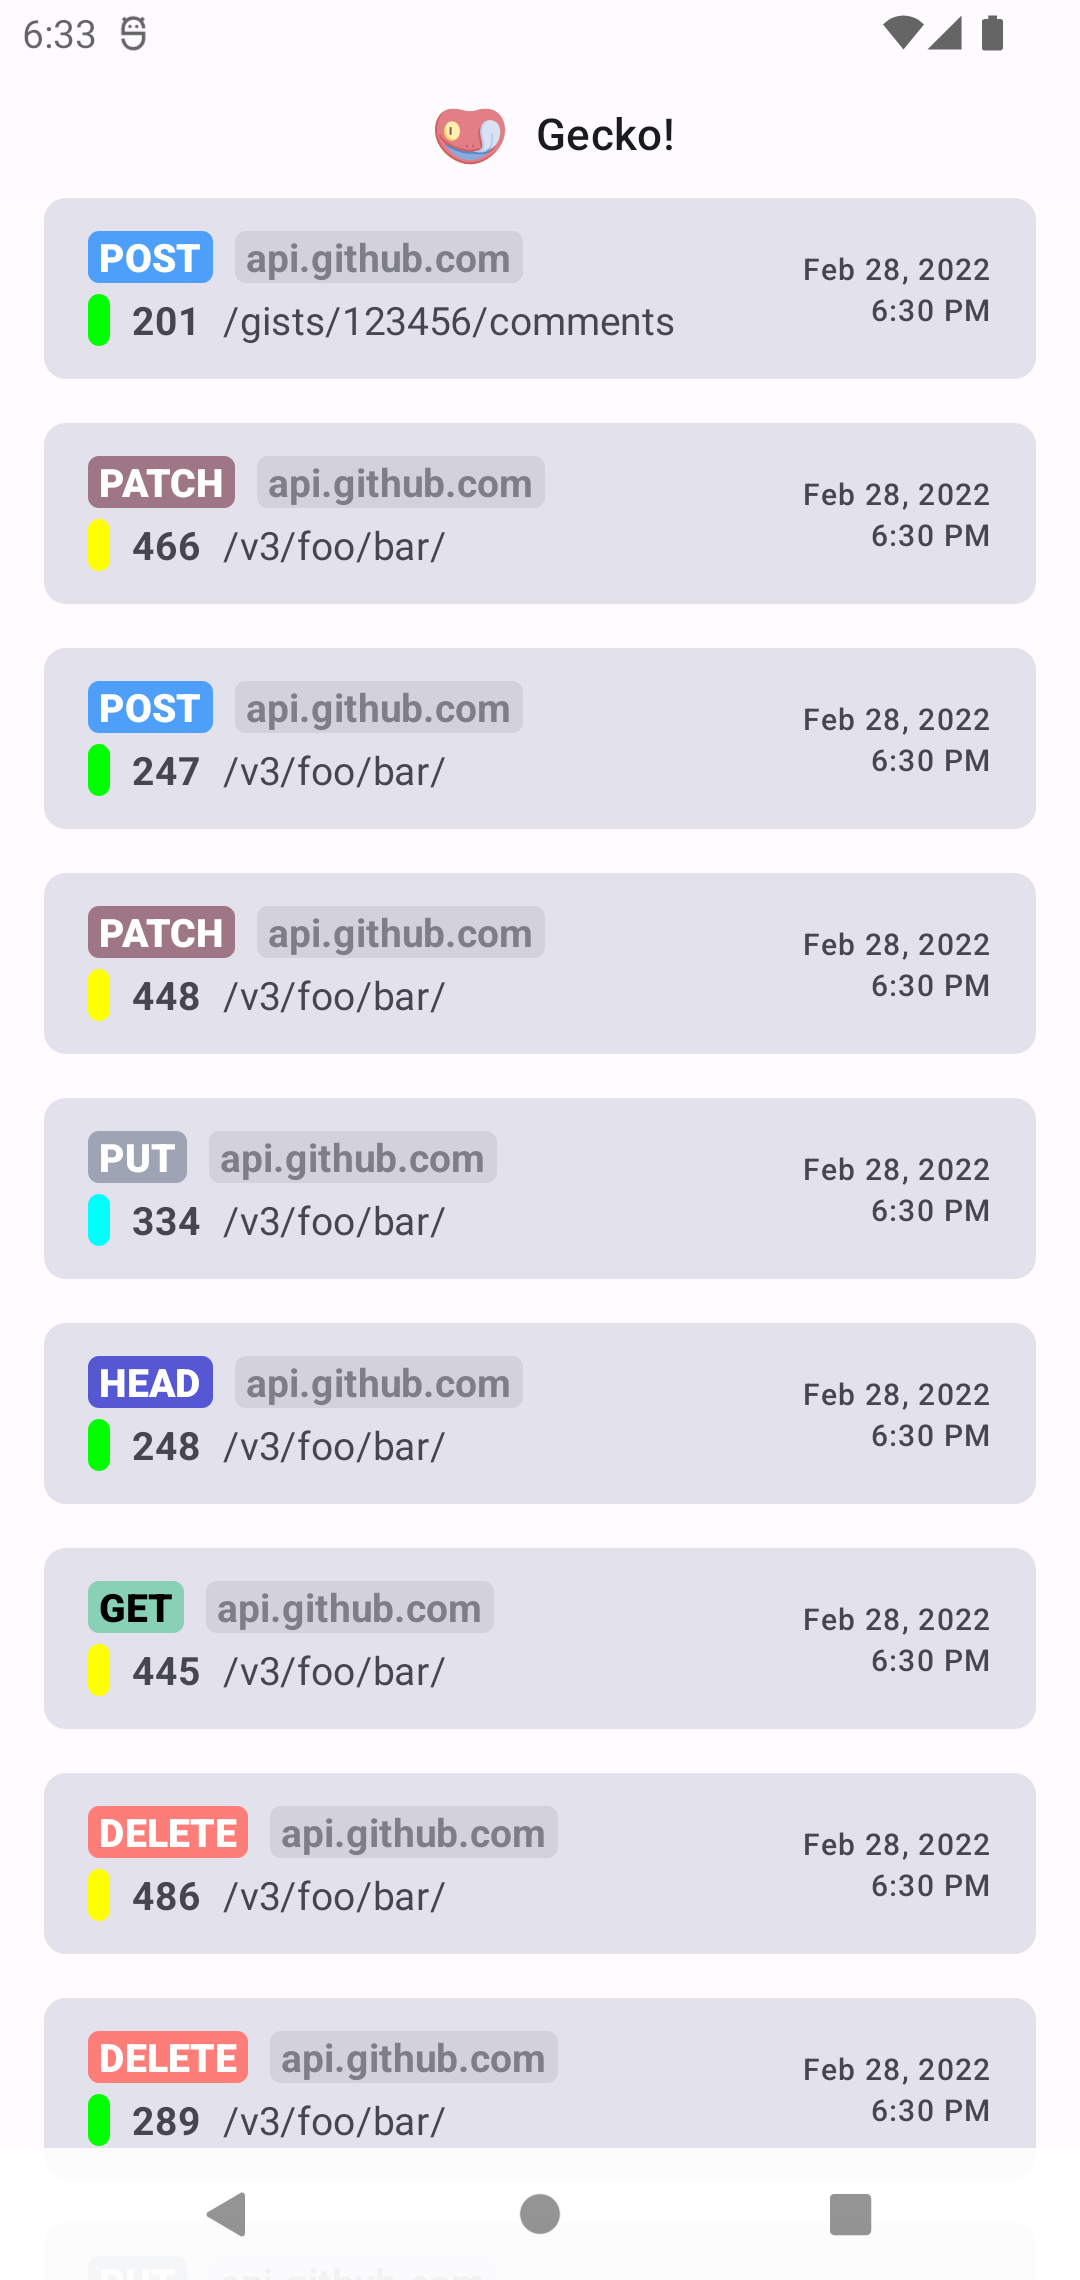 6:33
Gecko!
POST api.github.com
Feb 28, 2022
201 /gists/123456/comments
6:30 PM
PATCH api.github.com
Feb 28, 2022
466 /v3/foo/bar/
6:30 PM
POST api.github.com
Feb 28, 2022
247 /v3/foo/bar/
6:30 PM
PATCH api.github.com
Feb 28, 2022
448 /v3/foo/bar/
6:30 PM
PUT api.github.com
Feb 28, 2022
334 /v3/foo/bar/
6:30 PM
HEAD api.github.com
Feb 28, 2022
248 /v3/foo/bar/
6:30 PM
GET api.github.com
Feb 28, 2022
445 /v3/foo/bar/
6:30 PM
DELETE api.github.com
Feb 28, 2022
486 /v3/foo/bar/
6:30 PM
DELETE api.github.com
Feb 28, 2022
289 /v3/foo/bar/
6:30 PM